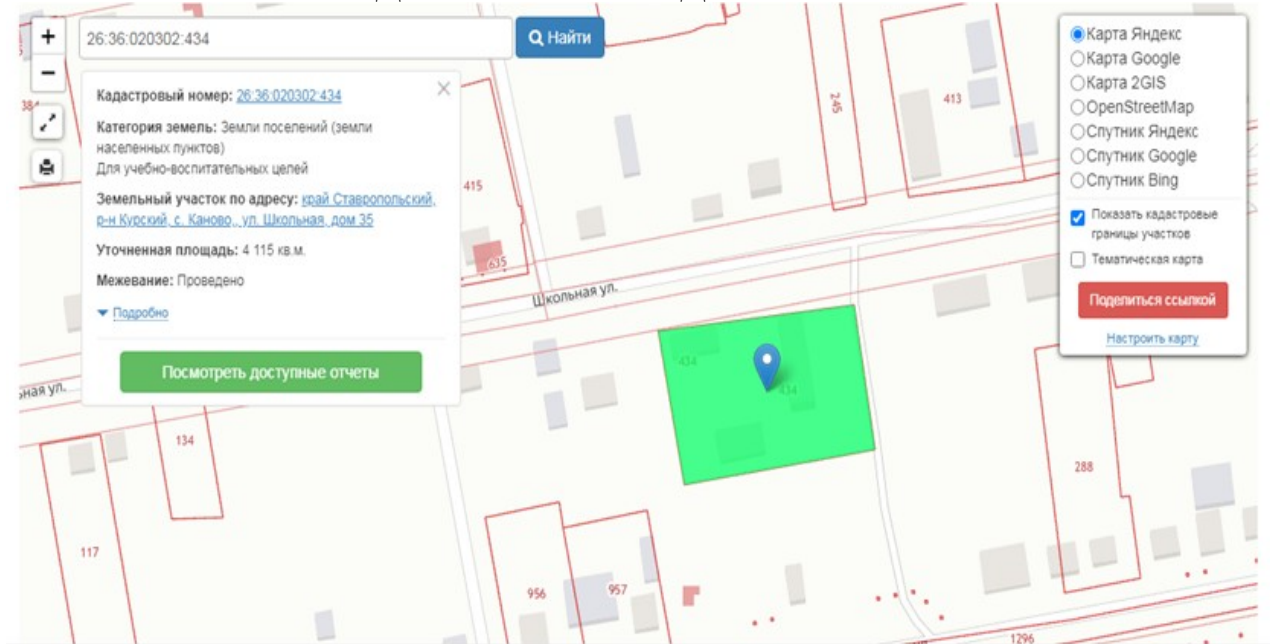 26:36:020302:434
Найти
Кадастровый номер: 26:36:020302:434
Категория земель: Земли поселений (земли
населенных пунктов)
Для учебно-воспитательных целей
Земельный участок по адресу: край Ставропольский,
р-н Курский, с. Каново,, ул. Школьная, дом 35
Уточненная площадь: 4 115 кв.м.
Межевание: Проведено
Подробно
Посмотреть доступные отчеты
Карта Яндекс
Карта Google
Карта 2GIS
OpenStreetMap
Спутник Яндекс
Спутник Google
Спутник Bing
Показать кадастровые
границы участков
Тематическая карта
Поделиться ссылкой
Настроить карту
384
245
413
415
635
Школьная ул.
434
434
ная ул.
134
288
117
956
957
1296